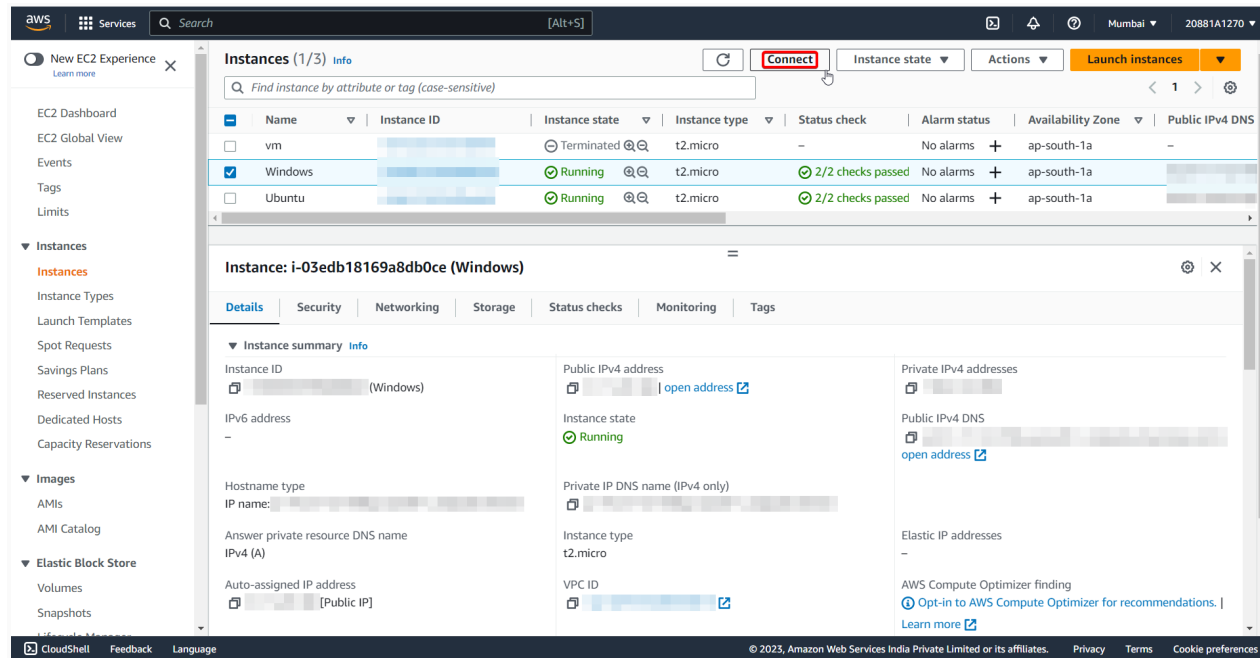 aws Services Search [Alt+S] Mumbai ▼ 20881A1270 ▼
New EC2 Experience
Learn more
EC2 Dashboard
EC2 Global View
Events
Tags
Limits
Instances
Instances
Instance Types
Launch Templates
Spot Requests
Savings Plans
Reserved Instances
Dedicated Hosts
Capacity Reservations
Images
AMIs
AMI Catalog
Elastic Block Store
Volumes
Snapshots
Lifecycle Manager
Instances (1/3) Info Connect Instance state ▼ Actions ▼ Launch instances ▼
Find instance by attribute or tag (case-sensitive) < 1 >
Name Instance ID Instance state Instance type Status check Alarm status Availability Zone Public IPv4 DNS
vm Terminated t2.micro – No alarms + ap-south-1a –
Windows Running t2.micro 2/2 checks passed No alarms + ap-south-1a
Ubuntu Running t2.micro 2/2 checks passed No alarms + ap-south-1a
Instance: i-03edb18169a8db0ce (Windows)
Details Security Networking Storage Status checks Monitoring Tags
Instance summary Info
Instance ID
(Windows)
Public IPv4 address
| open address
Private IPv4 addresses
IPv6 address
–
Instance state
Running
Public IPv4 DNS
open address
Hostname type
IP name:
Private IP DNS name (IPv4 only)
Answer private resource DNS name
IPv4 (A)
Instance type
t2.micro
Elastic IP addresses
–
Auto-assigned IP address
[Public IP]
VPC ID
AWS Compute Optimizer finding
Opt-in to AWS Compute Optimizer for recommendations. |
Learn more
CloudShell Feedback Language © 2023, Amazon Web Services India Private Limited or its affiliates. Privacy Terms Cookie preferences